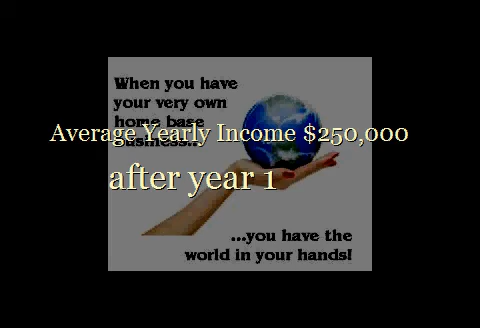 When you have
your very own
home base
business...
Average Yearly Income $250,000
after year 1
...you have the
world in your hands!